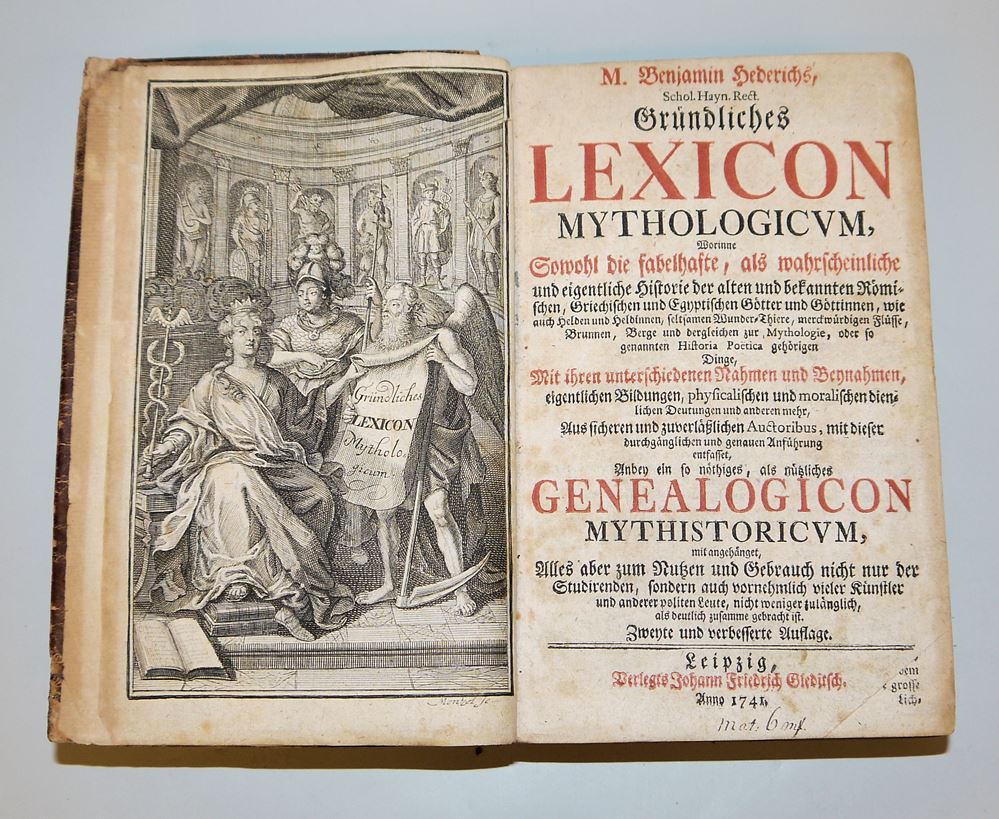 Gründliches
LEXICON
Mytholo-
gicum
M. Benjamin Hederichs,
Schol. Hayn. Rect.
Gründliches
LEXICON
MYTHOLOGICVM,
Worinne
Sowohl die fabelhafte, als wahrscheinliche
und eigentliche Historie der alten und bekannten Römi-
schen, Griechischen und Egyptischen Götter und Göttinnen, wie
auch Helden und Heldinnen, seltsamen Wunder-Thiere, merckwürdigen Flüsse,
Brunnen, Berge und dergleichen zur Mythologie, oder so
genannten Historia Poëtica gehörigen
Dinge,
Mit ihren unterschiedenen Nahmen und Beynahmen,
eigentlichen Bildungen, physicalischen und moralischen dien-
lichen Deutungen und anderen mehr,
Aus sicheren und zuverläßlichen Auctoribus, mit dieser
durchgänglichen und genauen Anführung
entfasset,
Anbey ein so nöthiges, als nützliches
GENEALOGICON
MYTHISTORICVM,
mit angehänget,
Alles aber zum Nutzen und Gebrauch nicht nur der
Studirenden, sondern auch vornehmlich vieler Künstler
und anderer politen Leute, nicht weniger zulänglich,
als deutlich zusamme gebracht ist.
Zweyte und verbesserte Auflage.
Leipzig,
Verlegts Johann Friedrich Gleditsch.
Anno 1741.
dem
grosse
lich,